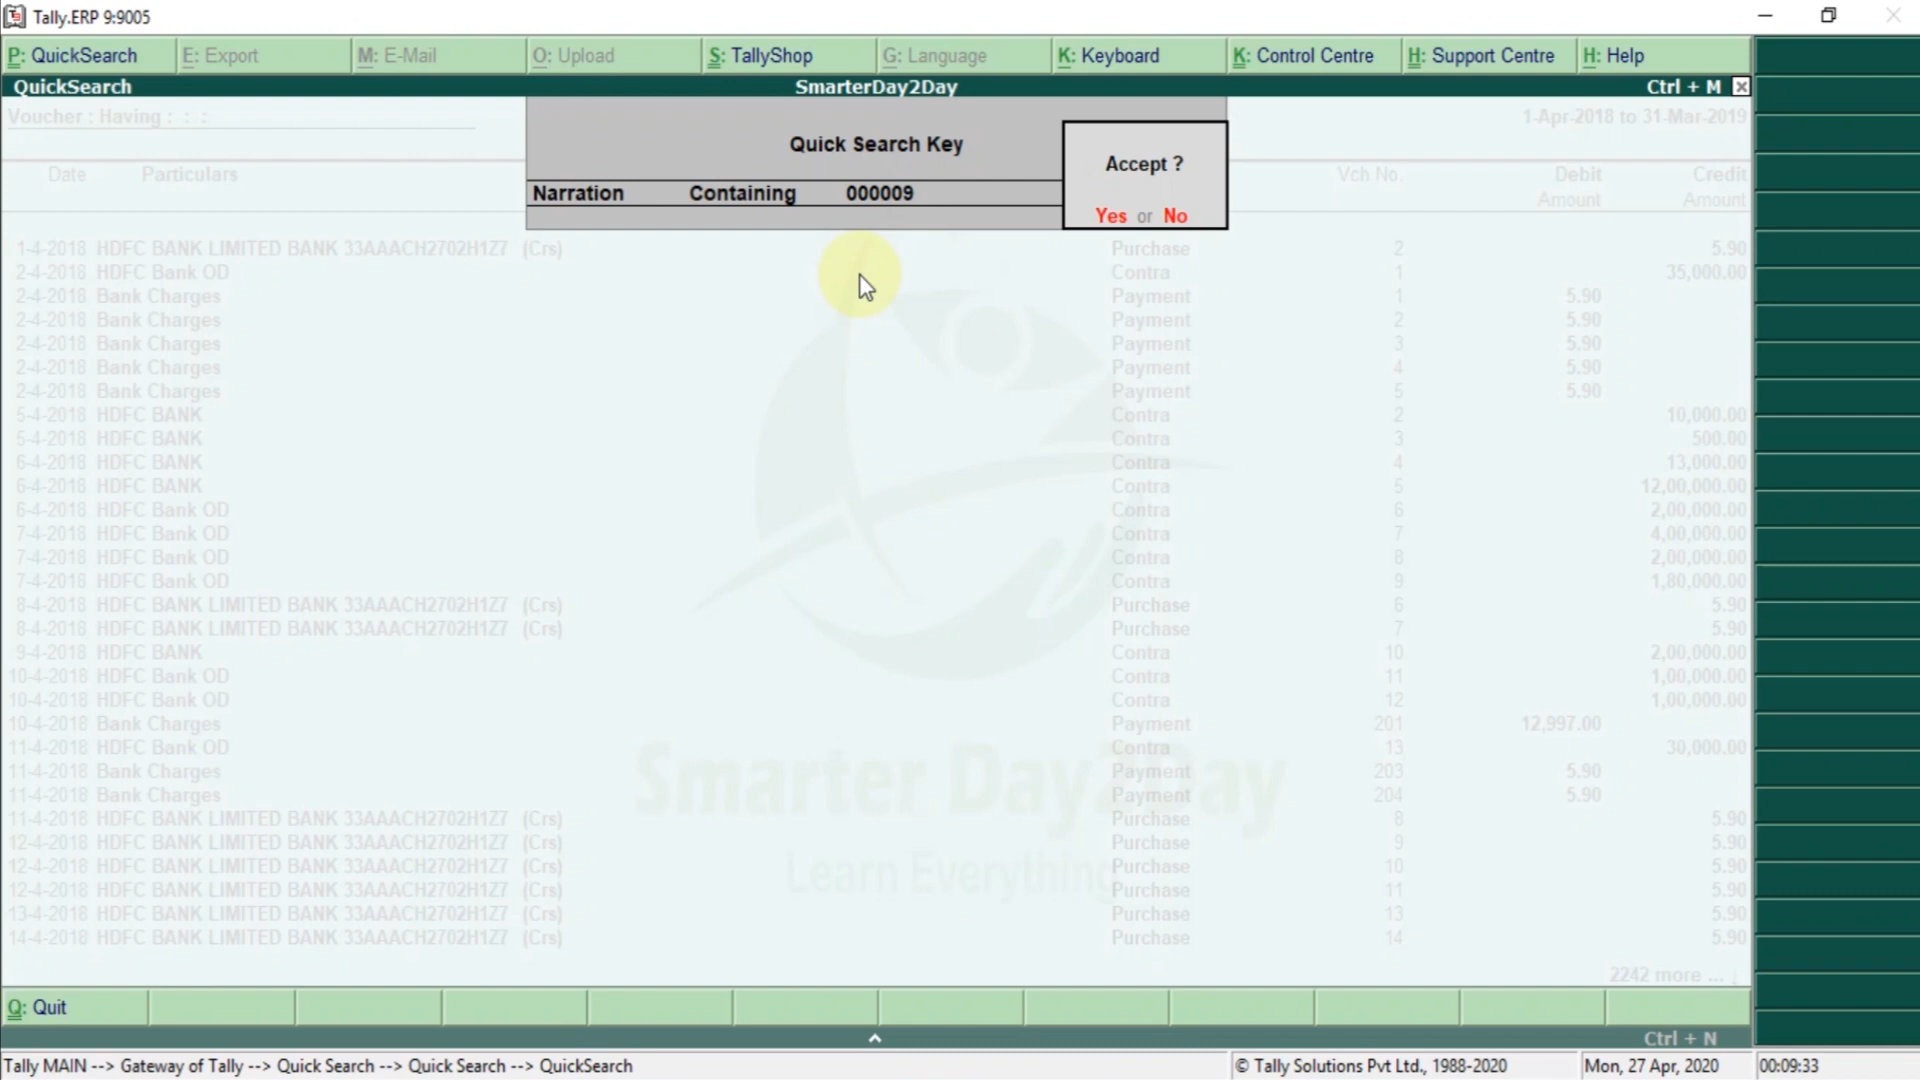 Tally.ERP 9:9005
P: QuickSearch E: Export M: E-Mail O: Upload S: TallyShop G: Language K: Keyboard K: Control Centre H: Support Centre H: Help
QuickSearch SmarterDay2Day Ctrl + M
Voucher : Having : : : 1-Apr-2018 to 31-Mar-2019
Quick Search Key
Accept ?
Yes or No
Narration Containing 000009
Date Particulars Vch No. Debit Credit
Amount Amount
1-4-2018 HDFC BANK LIMITED BANK 33AAACH2702H1Z7 (Crs) Purchase 2 5.90
2-4-2018 HDFC Bank OD Contra 1 35,000.00
2-4-2018 Bank Charges Payment 1 5.90
2-4-2018 Bank Charges Payment 2 5.90
2-4-2018 Bank Charges Payment 3 5.90
2-4-2018 Bank Charges Payment 4 5.90
2-4-2018 Bank Charges Payment 5 5.90
5-4-2018 HDFC BANK Contra 2 10,000.00
5-4-2018 HDFC BANK Contra 3 500.00
6-4-2018 HDFC BANK Contra 4 13,000.00
6-4-2018 HDFC BANK Contra 5 12,00,000.00
6-4-2018 HDFC Bank OD Contra 6 2,00,000.00
7-4-2018 HDFC Bank OD Contra 7 4,00,000.00
7-4-2018 HDFC Bank OD Contra 8 2,00,000.00
7-4-2018 HDFC Bank OD Contra 9 1,80,000.00
8-4-2018 HDFC BANK LIMITED BANK 33AAACH2702H1Z7 (Crs) Purchase 6 5.90
8-4-2018 HDFC BANK LIMITED BANK 33AAACH2702H1Z7 (Crs) Purchase 7 5.90
9-4-2018 HDFC BANK Contra 10 2,00,000.00
10-4-2018 HDFC Bank OD Contra 11 1,00,000.00
10-4-2018 HDFC Bank OD Contra 12 1,00,000.00
10-4-2018 Bank Charges Payment 201 12,997.00
11-4-2018 HDFC Bank OD Contra 13 30,000.00
11-4-2018 Bank Charges Payment 203 5.90
11-4-2018 Bank Charges Payment 204 5.90
11-4-2018 HDFC BANK LIMITED BANK 33AAACH2702H1Z7 (Crs) Purchase 8 5.90
12-4-2018 HDFC BANK LIMITED BANK 33AAACH2702H1Z7 (Crs) Purchase 9 5.90
12-4-2018 HDFC BANK LIMITED BANK 33AAACH2702H1Z7 (Crs) Purchase 10 5.90
12-4-2018 HDFC BANK LIMITED BANK 33AAACH2702H1Z7 (Crs) Purchase 11 5.90
13-4-2018 HDFC BANK LIMITED BANK 33AAACH2702H1Z7 (Crs) Purchase 13 5.90
14-4-2018 HDFC BANK LIMITED BANK 33AAACH2702H1Z7 (Crs) Purchase 14 5.90
Smarter Day2Day
Learn Everything
2242 more ...
Q: Quit
Ctrl + N
Tally MAIN --> Gateway of Tally --> Quick Search --> Quick Search --> QuickSearch © Tally Solutions Pvt Ltd., 1988-2020 Mon, 27 Apr, 2020 00:09:33